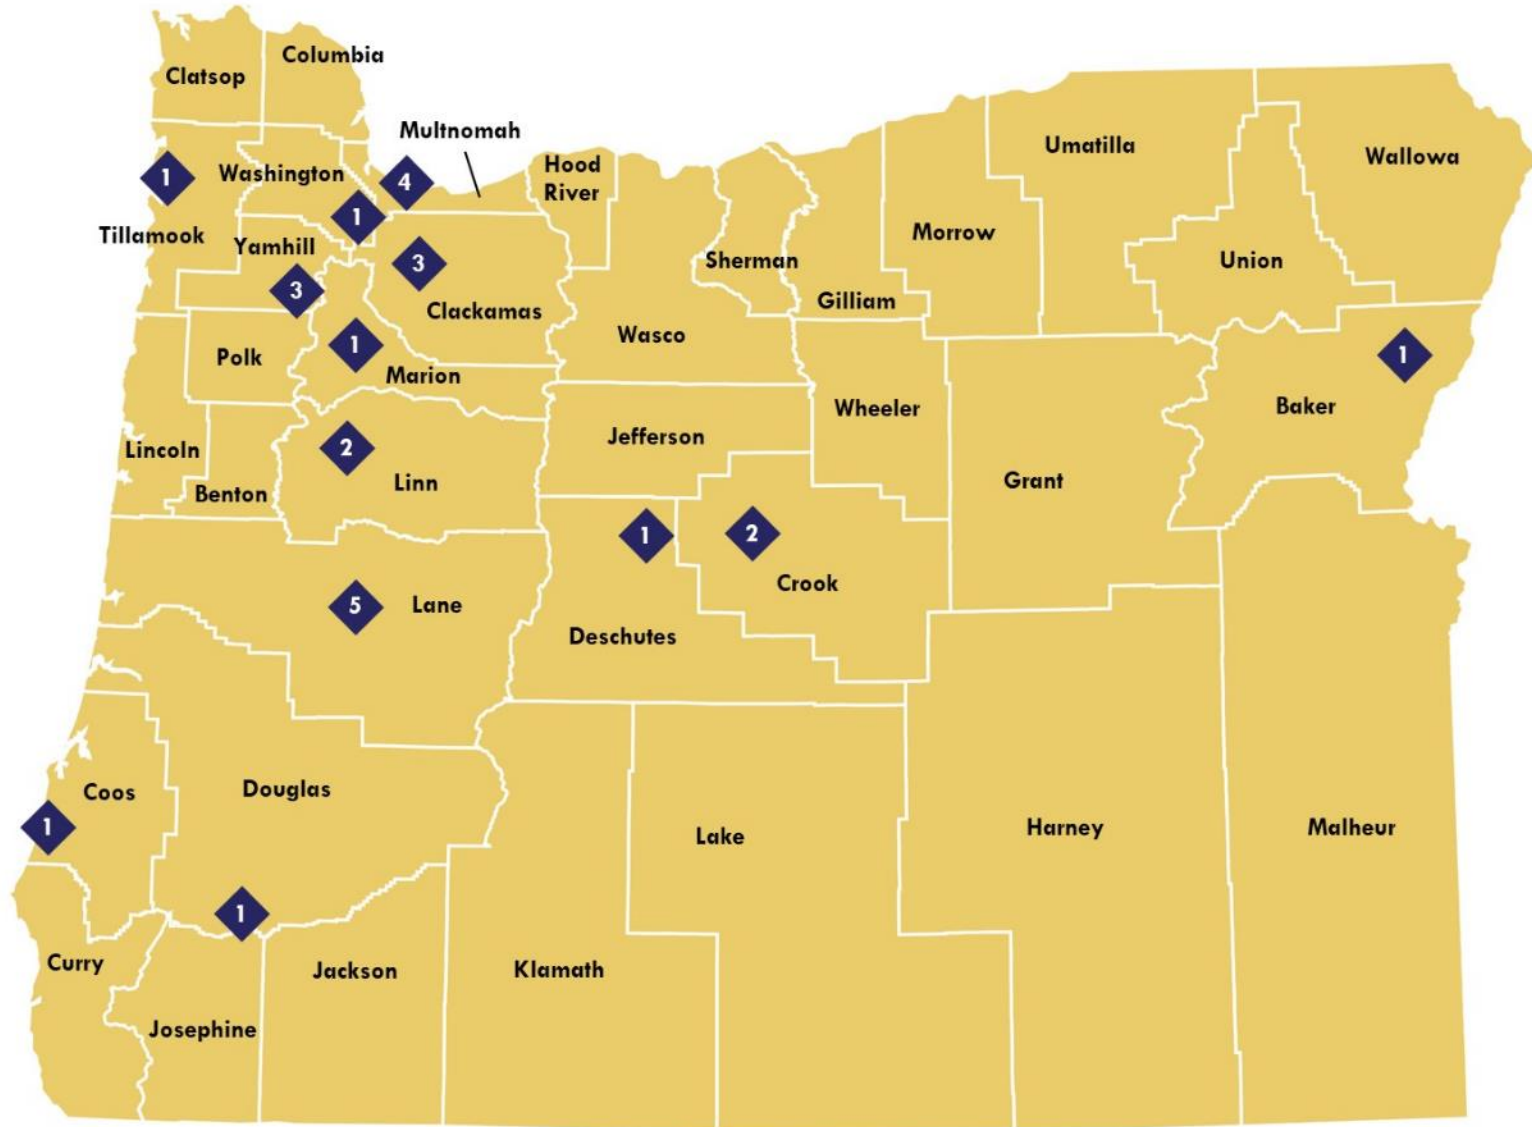 Columbia
Clatsop
Multnomah
Umatilla
Wallowa
Hood
River
Washington
1
4
1
Tillamook
Yamhill
Morrow
Sherman
Union
3
3
Gilliam
Clackamas
Wasco
1
Polk
Marion
1
Baker
Wheeler
Jefferson
Lincoln
2
Linn
Benton
Grant
1
2
Crook
5
Lane
Deschutes
Coos
Douglas
1
Lake
Harney
Malheur
1
Curry
Jackson
Klamath
Josephine